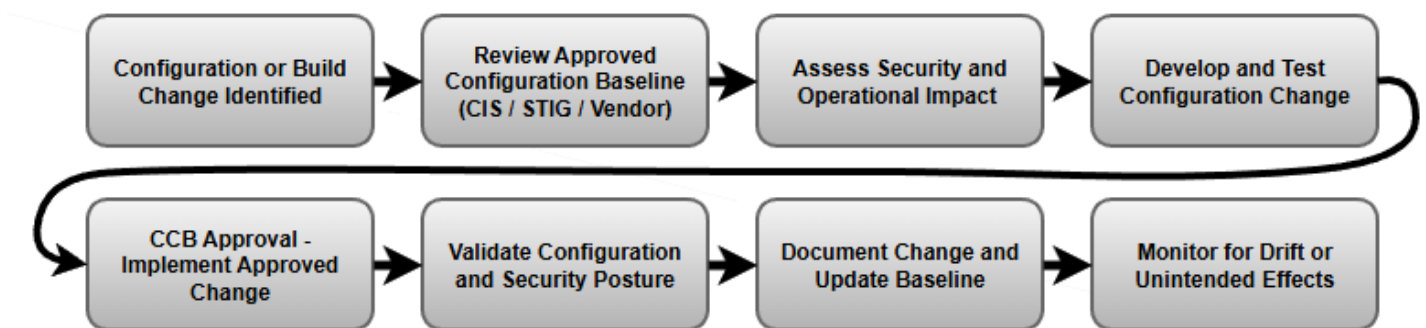 Configuration or Build
Change Identified
Review Approved
Configuration Baseline
(CIS / STIG / Vendor)
Assess Security and
Operational Impact
Develop and Test
Configuration Change
CCB Approval -
Implement Approved
Change
Validate Configuration
and Security Posture
Document Change and
Update Baseline
Monitor for Drift or
Unintended Effects